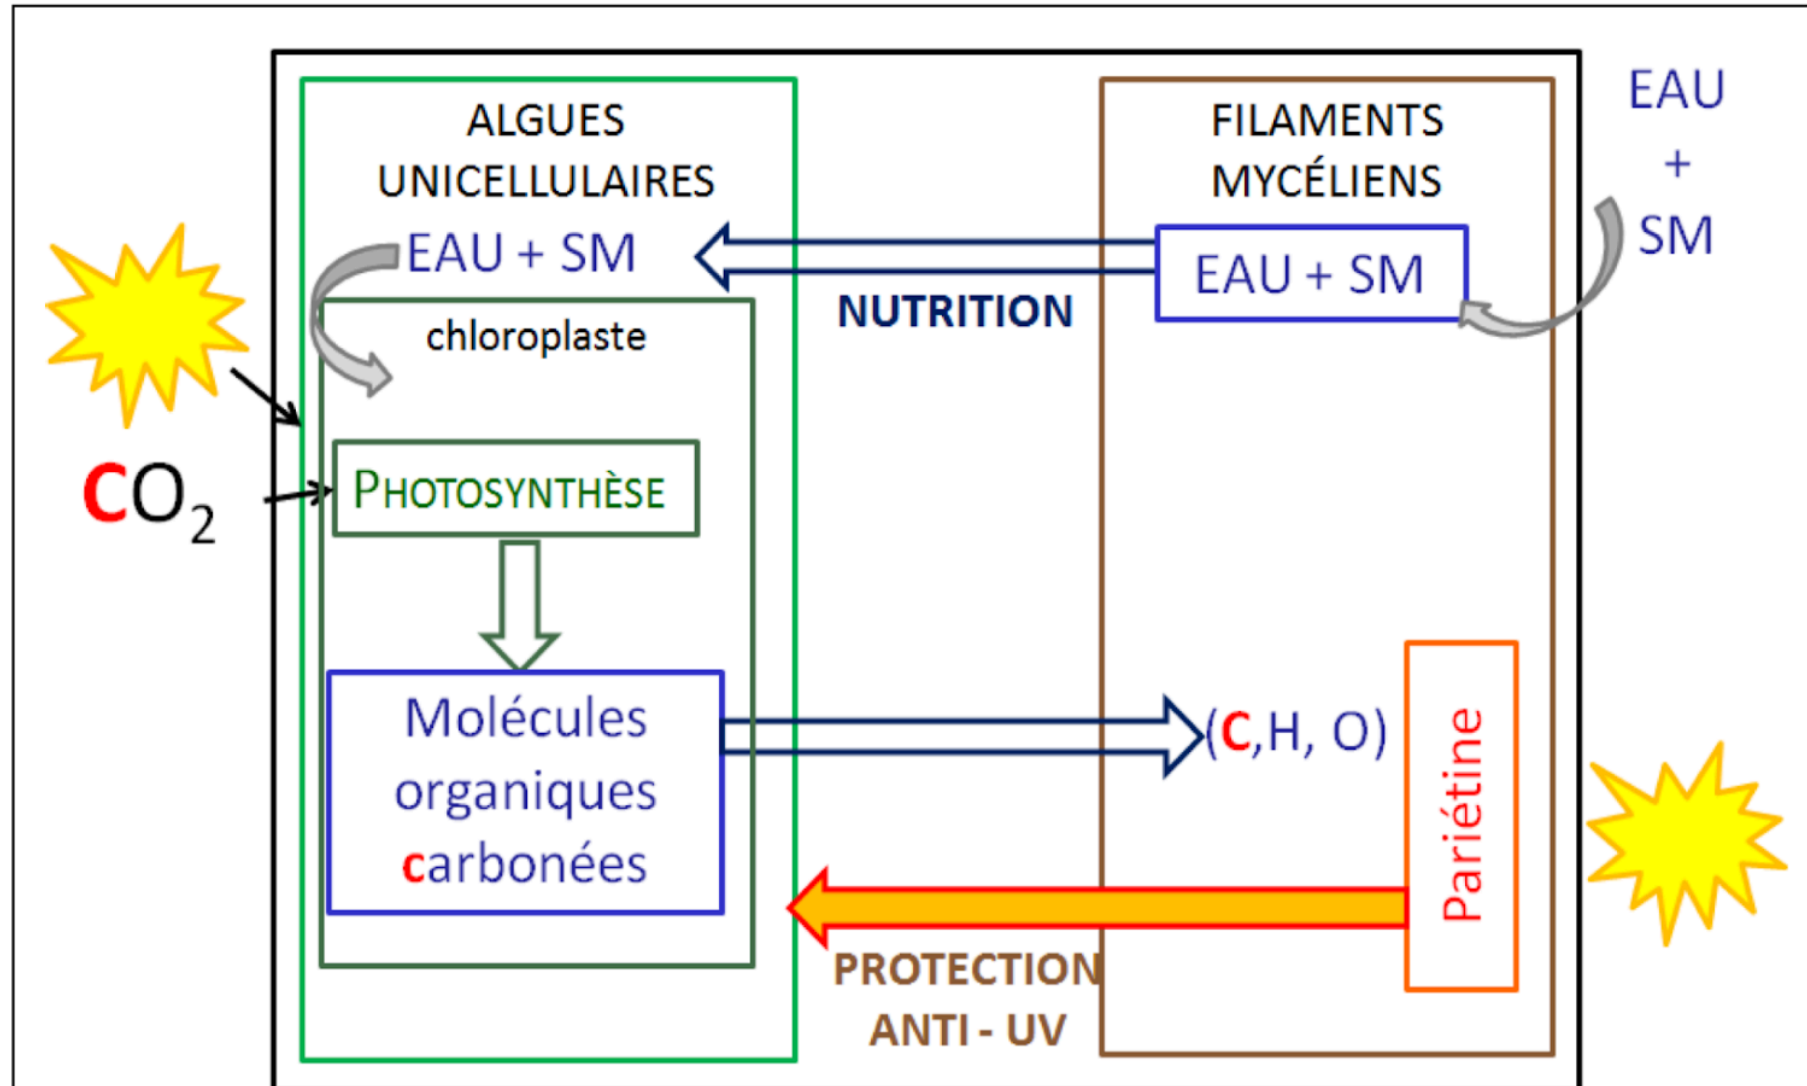 ALGUES
UNICELLULAIRES
EAU + SM
chloroplaste
PHOTOSYNTHÈSE
CO₂
Molécules
organiques
carbonées
NUTRITION
PROTECTION
ANTI - UV
FILAMENTS
MYCÉLIENS
EAU + SM
(C,H, O)
Pariétine
EAU
+
SM